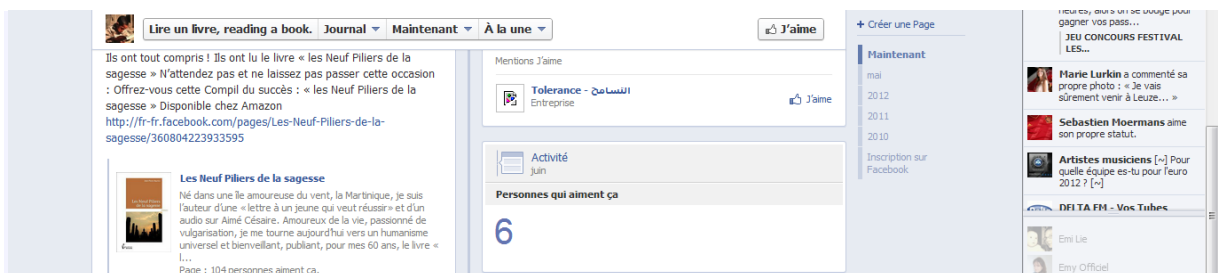 Lire un livre, reading a book.
Journal
Maintenant
À la une
J'aime
Ils ont tout compris ! Ils ont lu le livre « les Neuf Piliers de la
sagesse » N'attendez pas et ne laissez pas passer cette occasion
: Offrez-vous cette Compil du succès : « les Neuf Piliers de la
sagesse » Disponible chez Amazon
http://fr-fr.facebook.com/pages/Les-Neuf-Piliers-de-la-
sagesse/360804223933595
Les Neuf Piliers de la sagesse
Né dans une île amoureuse du vent, la Martinique, je suis
l'auteur d'une « lettre à un jeune qui veut réussir» et d'un
audio sur Aimé Césaire. Amoureux de la vie, passionné de
vulgarisation, je me tourne aujourd'hui vers un humanisme
universel et bienveillant, publiant, pour mes 60 ans, le livre «
l...
Page : 104 personnes aiment ça.
Mentions J'aime
Tolerance - التسامح
Entreprise
J'aime
Activité
juin
Personnes qui aiment ça
6
+ Créer une Page
Maintenant
mai
2012
2011
2010
Inscription sur
Facebook
heures, alors on se bouge pour
gagner vos pass...
JEU CONCOURS FESTIVAL
LES...
Marie Lurkin a commenté sa
propre photo : « Je vais
sûrement venir à Leuze... »
Sebastien Moermans aime
son propre statut.
Artistes musiciens [~] Pour
quelle équipe es-tu pour l'euro
2012 ? [~]
DELTA FM - Vos Tubes
Emi Lie
Emy Officiel